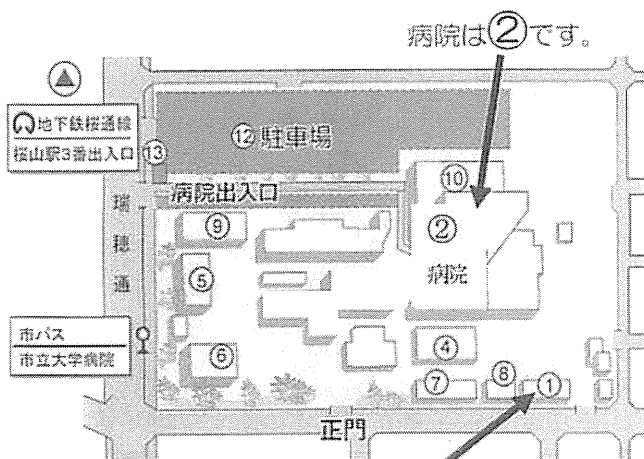 病院は②です。
地下鉄桜通線
桜山駅3番出入口
⑬
⑫駐車場
病院出入口
⑩
⑨
②
病院
瑞穂通
⑤
市バス
市立大学病院
⑥
④
⑦
⑧
①
正門